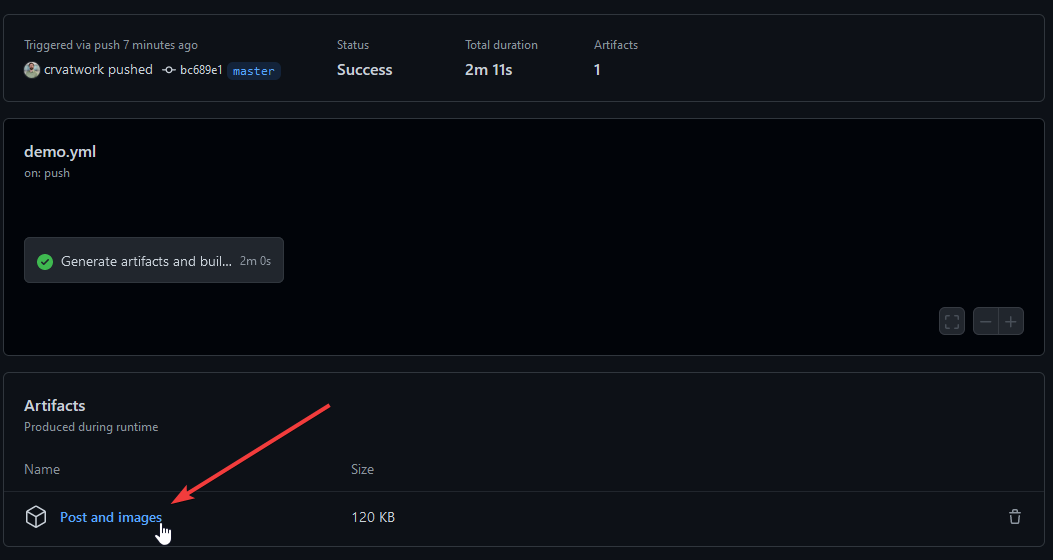 Triggered via push 7 minutes ago
Status
Total duration
Artifacts
crvatwork pushed bc689e1 master
Success
2m 11s
1
demo.yml
on: push
Generate artifacts and buil... 2m 0s
Artifacts
Produced during runtime
Name
Size
Post and images
120 KB